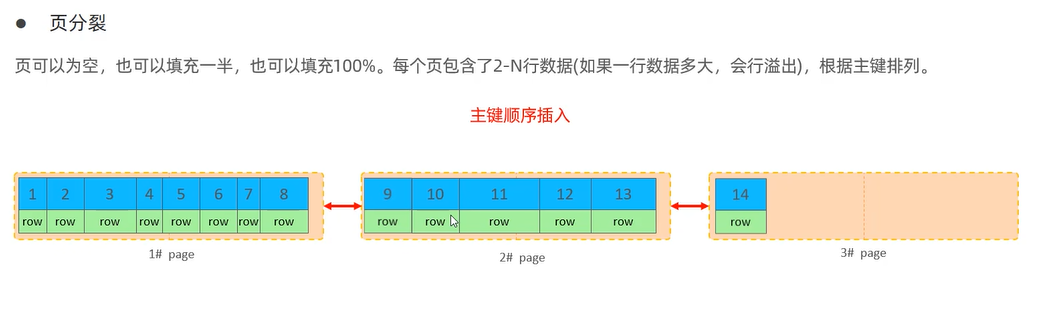 ● 页分裂
页可以为空，也可以填充一半，也可以填充100%。每个页包含了2-N行数据(如果一行数据多大，会行溢出)，根据主键排列。
主键顺序插入
1 2 3 4 5 6 7 8 9 10 11 12 13 14
row row row row row row row row row row row row row row
1# page 2# page 3# page